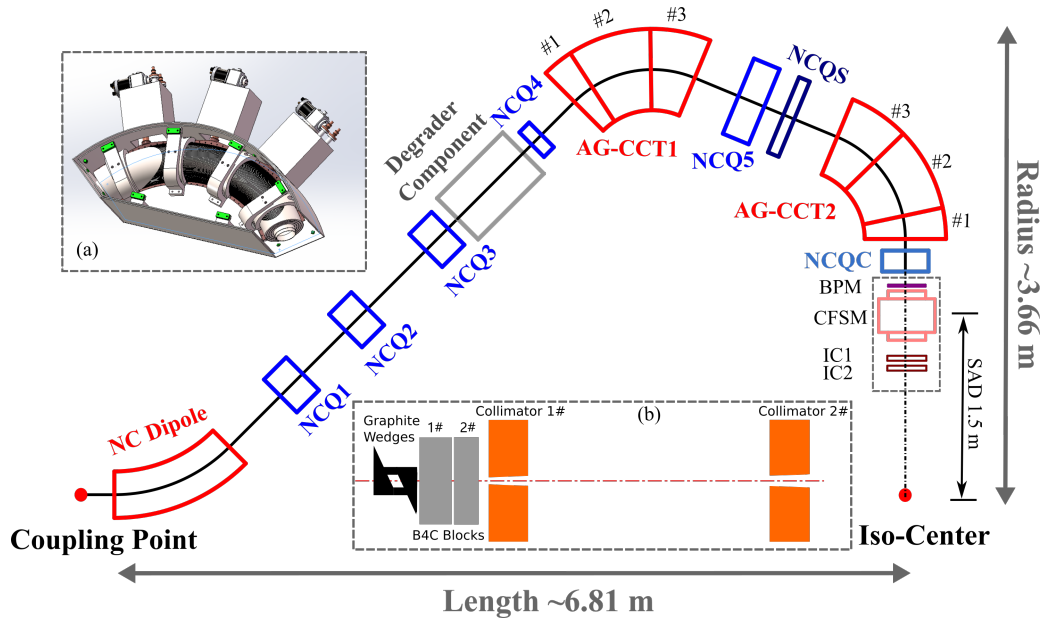 (a)
#1
#2
#3
NCQ4
AG-CCT1
Degrader
Component
NCQS
NCQ5
#3
#2
#1
AG-CCT2
NCQ3
NCQ2
NCQ1
NCQC
BPM
CFSM
IC1
IC2
SAD 1.5 m
Radius ~3.66 m
NC Dipole
(b)
Collimator 1#
Collimator 2#
Graphite
Wedges
1#
2#
B4C Blocks
Coupling Point
Iso-Center
Length ~6.81 m